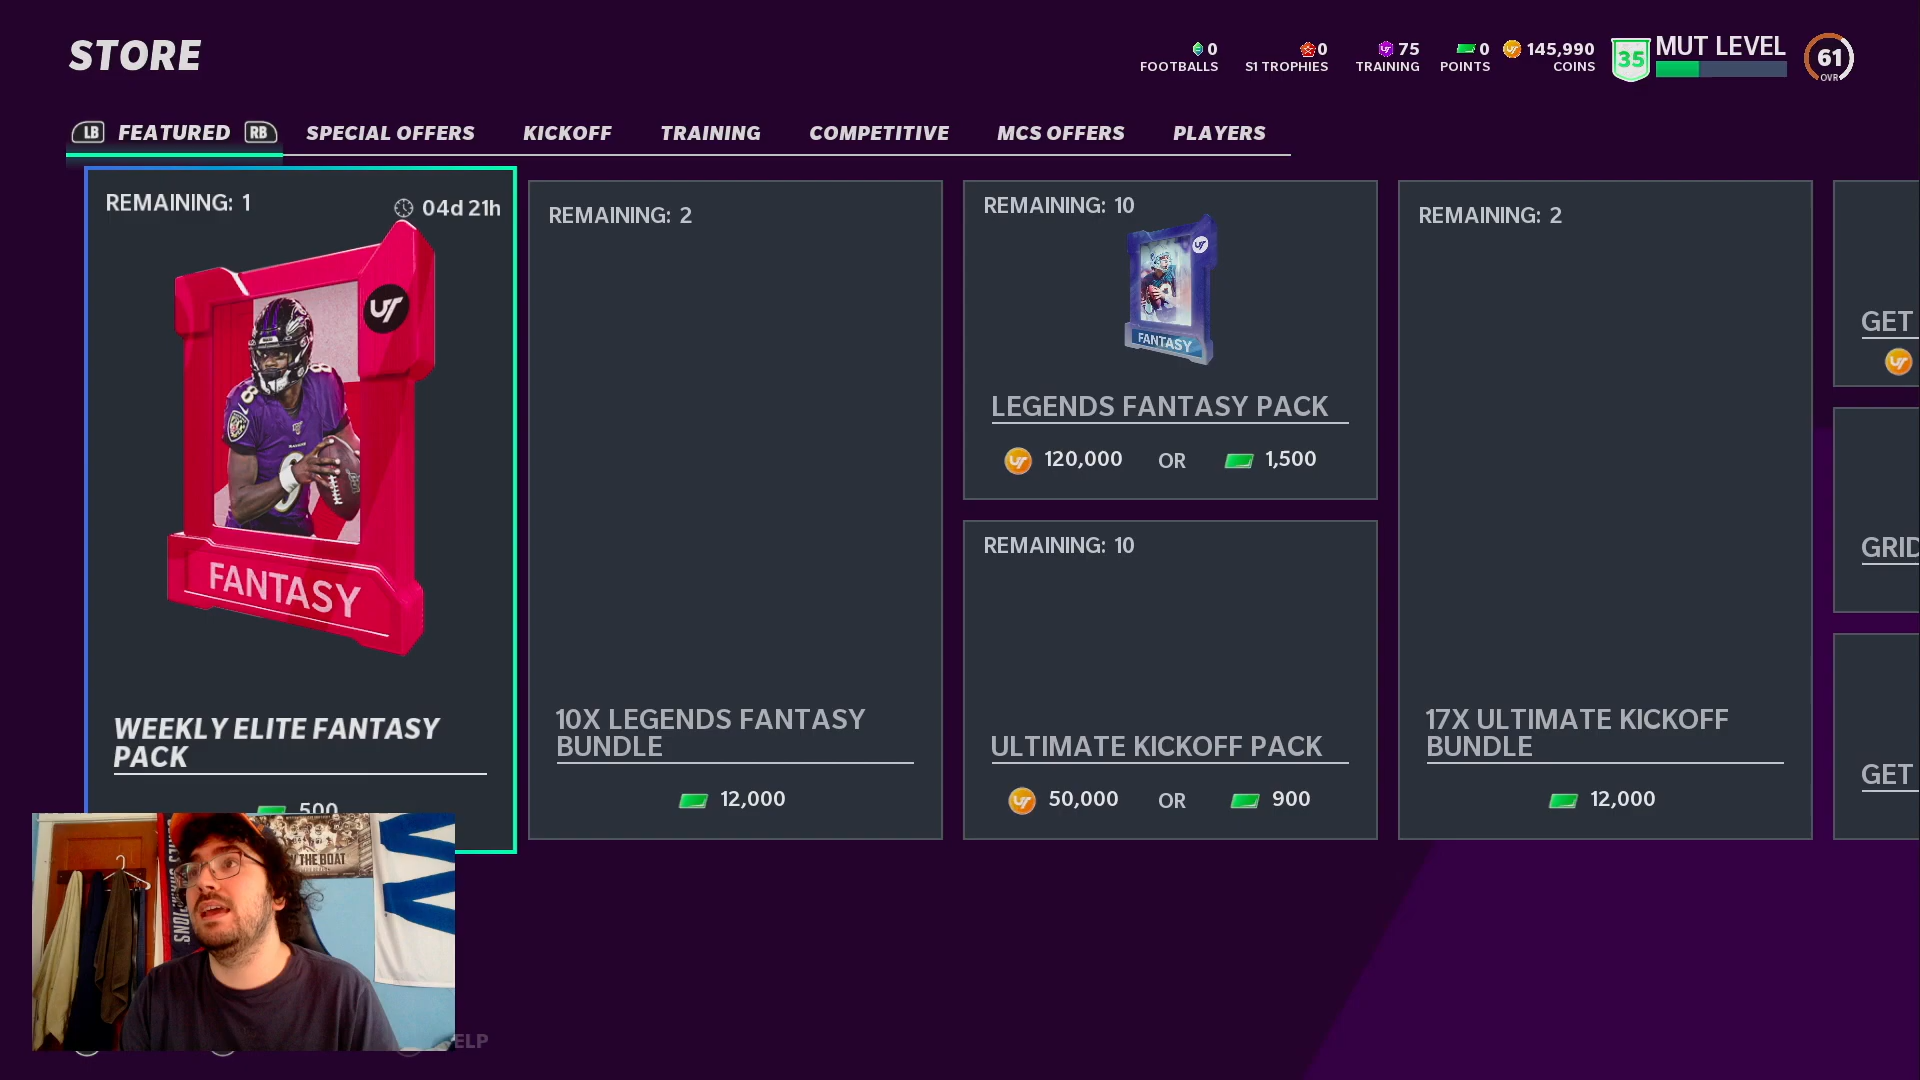 STORE
0
FOOTBALLS
0
S1 TROPHIES
75
TRAINING
0
POINTS
145,990
COINS
35
MUT LEVEL
61
OVR
LB FEATURED RB SPECIAL OFFERS KICKOFF TRAINING COMPETITIVE MCS OFFERS PLAYERS
REMAINING: 1
04d 21h
8
8
FANTASY
WEEKLY ELITE FANTASY
PACK
500
REMAINING: 2
10X LEGENDS FANTASY
BUNDLE
12,000
REMAINING: 10
FANTASY
LEGENDS FANTASY PACK
120,000 OR 1,500
REMAINING: 10
ULTIMATE KICKOFF PACK
50,000 OR 900
REMAINING: 2
17X ULTIMATE KICKOFF
BUNDLE
12,000
GET
GRID
GET
THE BOAT
ELP